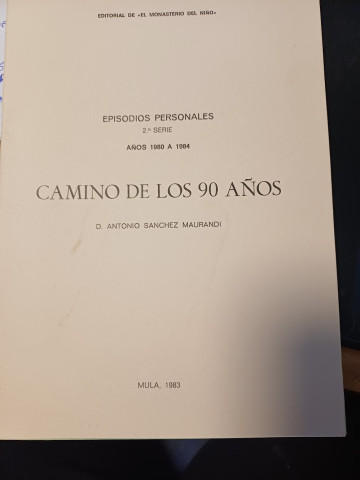 EDITORIAL DE «EL MONASTERIO DEL NIÑO»
EPISODIOS PERSONALES
2.ª SERIE
AÑOS 1980 A 1984
CAMINO DE LOS 90 AÑOS
D. ANTONIO SANCHEZ MAURANDI
MULA, 1983